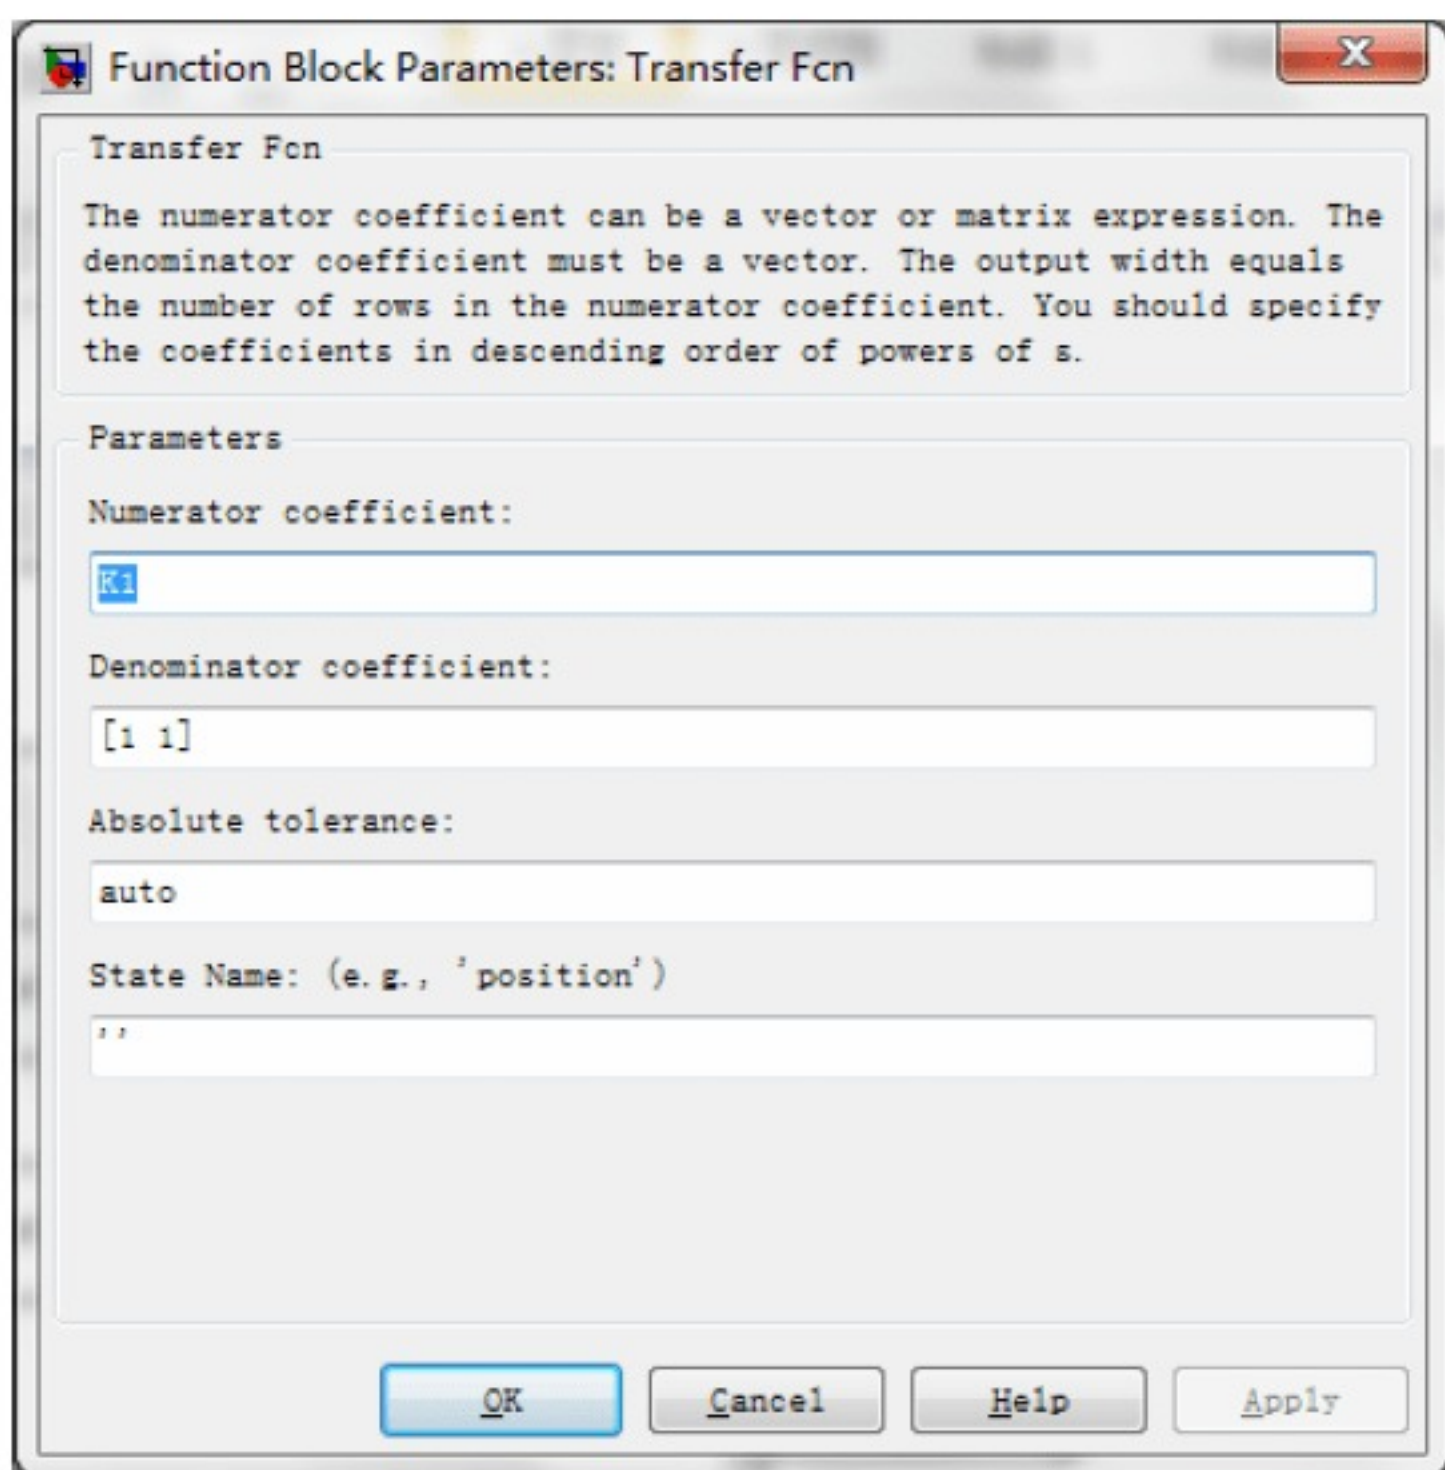 Function Block Parameters: Transfer Fcn
Transfer Fcn
The numerator coefficient can be a vector or matrix expression. The
denominator coefficient must be a vector. The output width equals
the number of rows in the numerator coefficient. You should specify
the coefficients in descending order of powers of s.
Parameters
Numerator coefficient:
K1
Denominator coefficient:
[1 1]
Absolute tolerance:
auto
State Name: (e.g., 'position')
''
OK
Cancel
Help
Apply